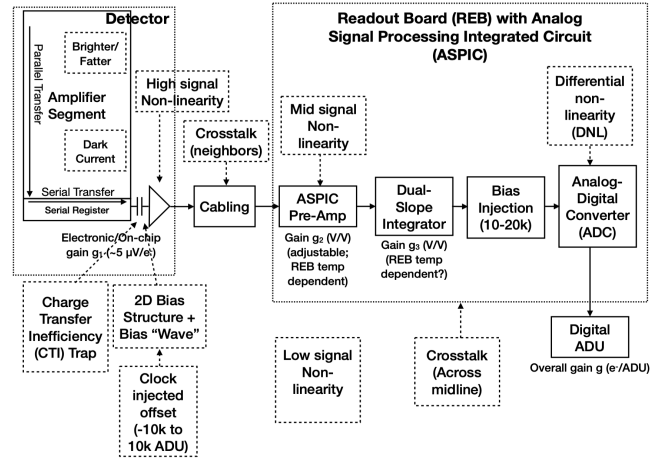 Detector
Parallel Transfer
Brighter/
Fatter
Amplifier
Segment
Dark
Current
Serial Transfer
Serial Register
Electronic/On-chip
gain g₁ (~5 µV/e⁻)
High signal
Non-linearity
Crosstalk
(neighbors)
Cabling
Charge
Transfer
Inefficiency
(CTI) Trap
2D Bias
Structure +
Bias “Wave”
Clock
injected
offset
(-10k to
10k ADU)
Readout Board (REB) with Analog
Signal Processing Integrated Circuit
(ASPIC)
Mid signal
Non-
linearity
ASPIC
Pre-Amp
Gain g₂ (V/V)
(adjustable;
REB temp
dependent)
Dual-
Slope
Integrator
Gain g₃ (V/V)
(REB temp
dependent?)
Bias
Injection
(10-20k)
Differential
non-
linearity
(DNL)
Analog-
Digital
Converter
(ADC)
Low signal
Non-
linearity
Crosstalk
(Across
midline)
Digital
ADU
Overall gain g (e⁻/ADU)